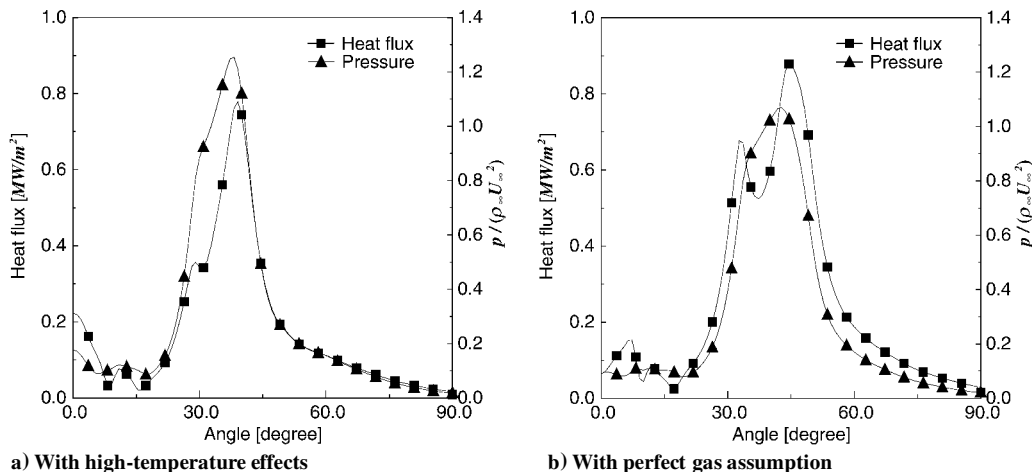 1.0
0.8
0.6
0.4
0.2
0.0
Heat flux [MW/m²]
1.4
1.2
1.0
0.8
0.6
0.4
0.2
0.0
p / (ρ∞ U∞²)
Heat flux
Pressure
0.0 30.0 60.0 90.0
Angle [degree]
a) With high-temperature effects
1.0
0.8
0.6
0.4
0.2
0.0
Heat flux [MW/m²]
1.4
1.2
1.0
0.8
0.6
0.4
0.2
0.0
p / (ρ∞ U∞²)
Heat flux
Pressure
0.0 30.0 60.0 90.0
Angle [degree]
b) With perfect gas assumption